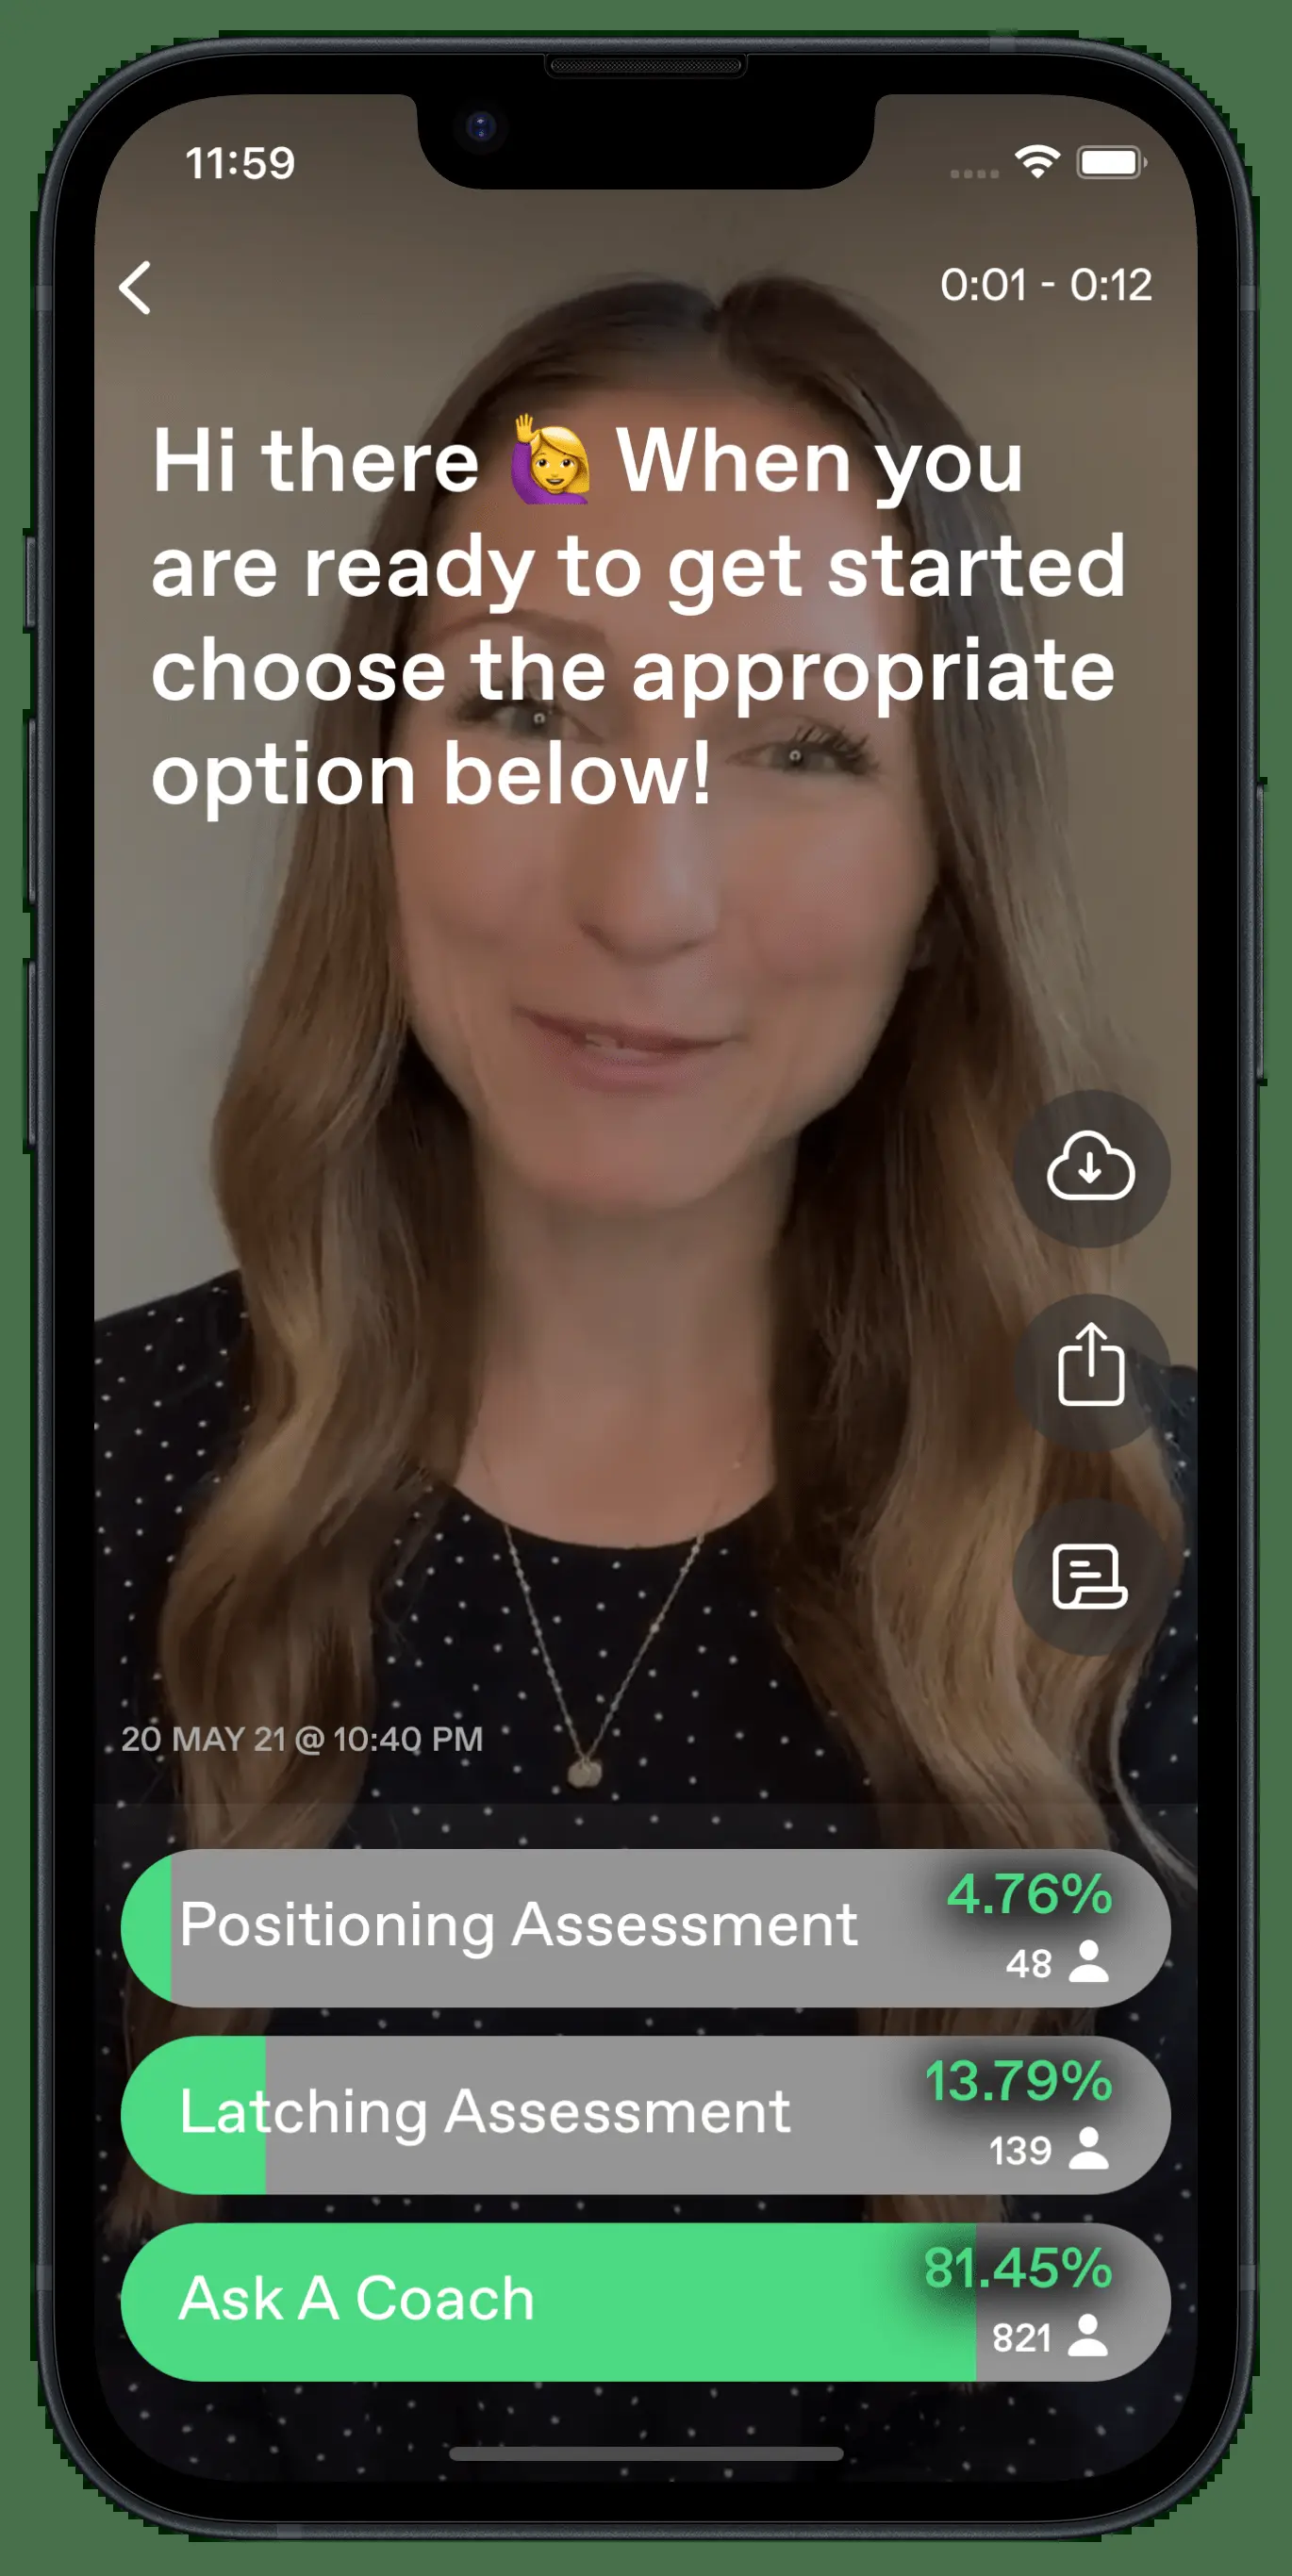 11:59
0:01 - 0:12
Hi there 🙋‍♀️ When you
are ready to get started
choose the appropriate
option below!
20 MAY 21 @ 10:40 PM
Positioning Assessment
4.76%
48
Latching Assessment
13.79%
139
Ask A Coach
81.45%
821